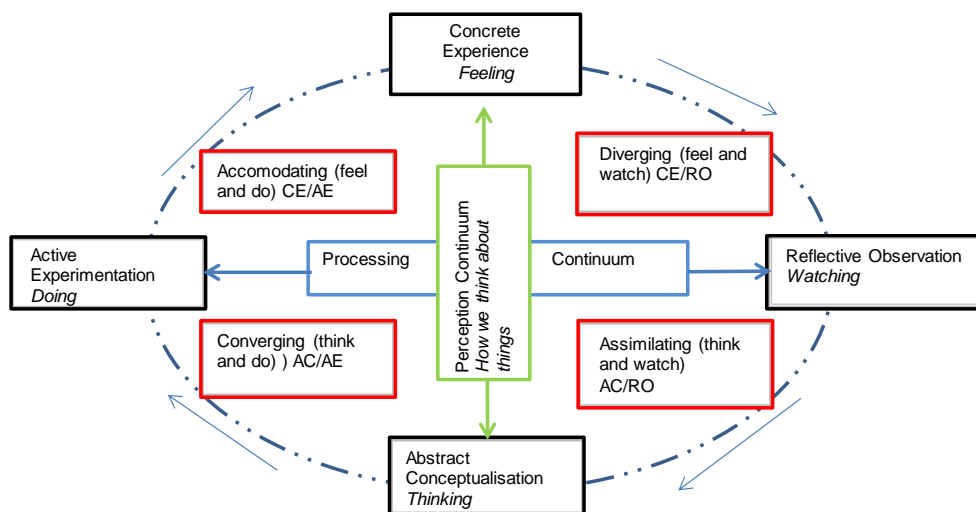 Concrete
Experience
Feeling
Accomodating (feel
and do) CE/AE
Diverging (feel and
watch) CE/RO
Active
Experimentation
Doing
Processing
Perception Continuum
How we think about
things
Continuum
Reflective Observation
Watching
Converging (think
and do) ) AC/AE
Assimilating (think
and watch)
AC/RO
Abstract
Conceptualisation
Thinking